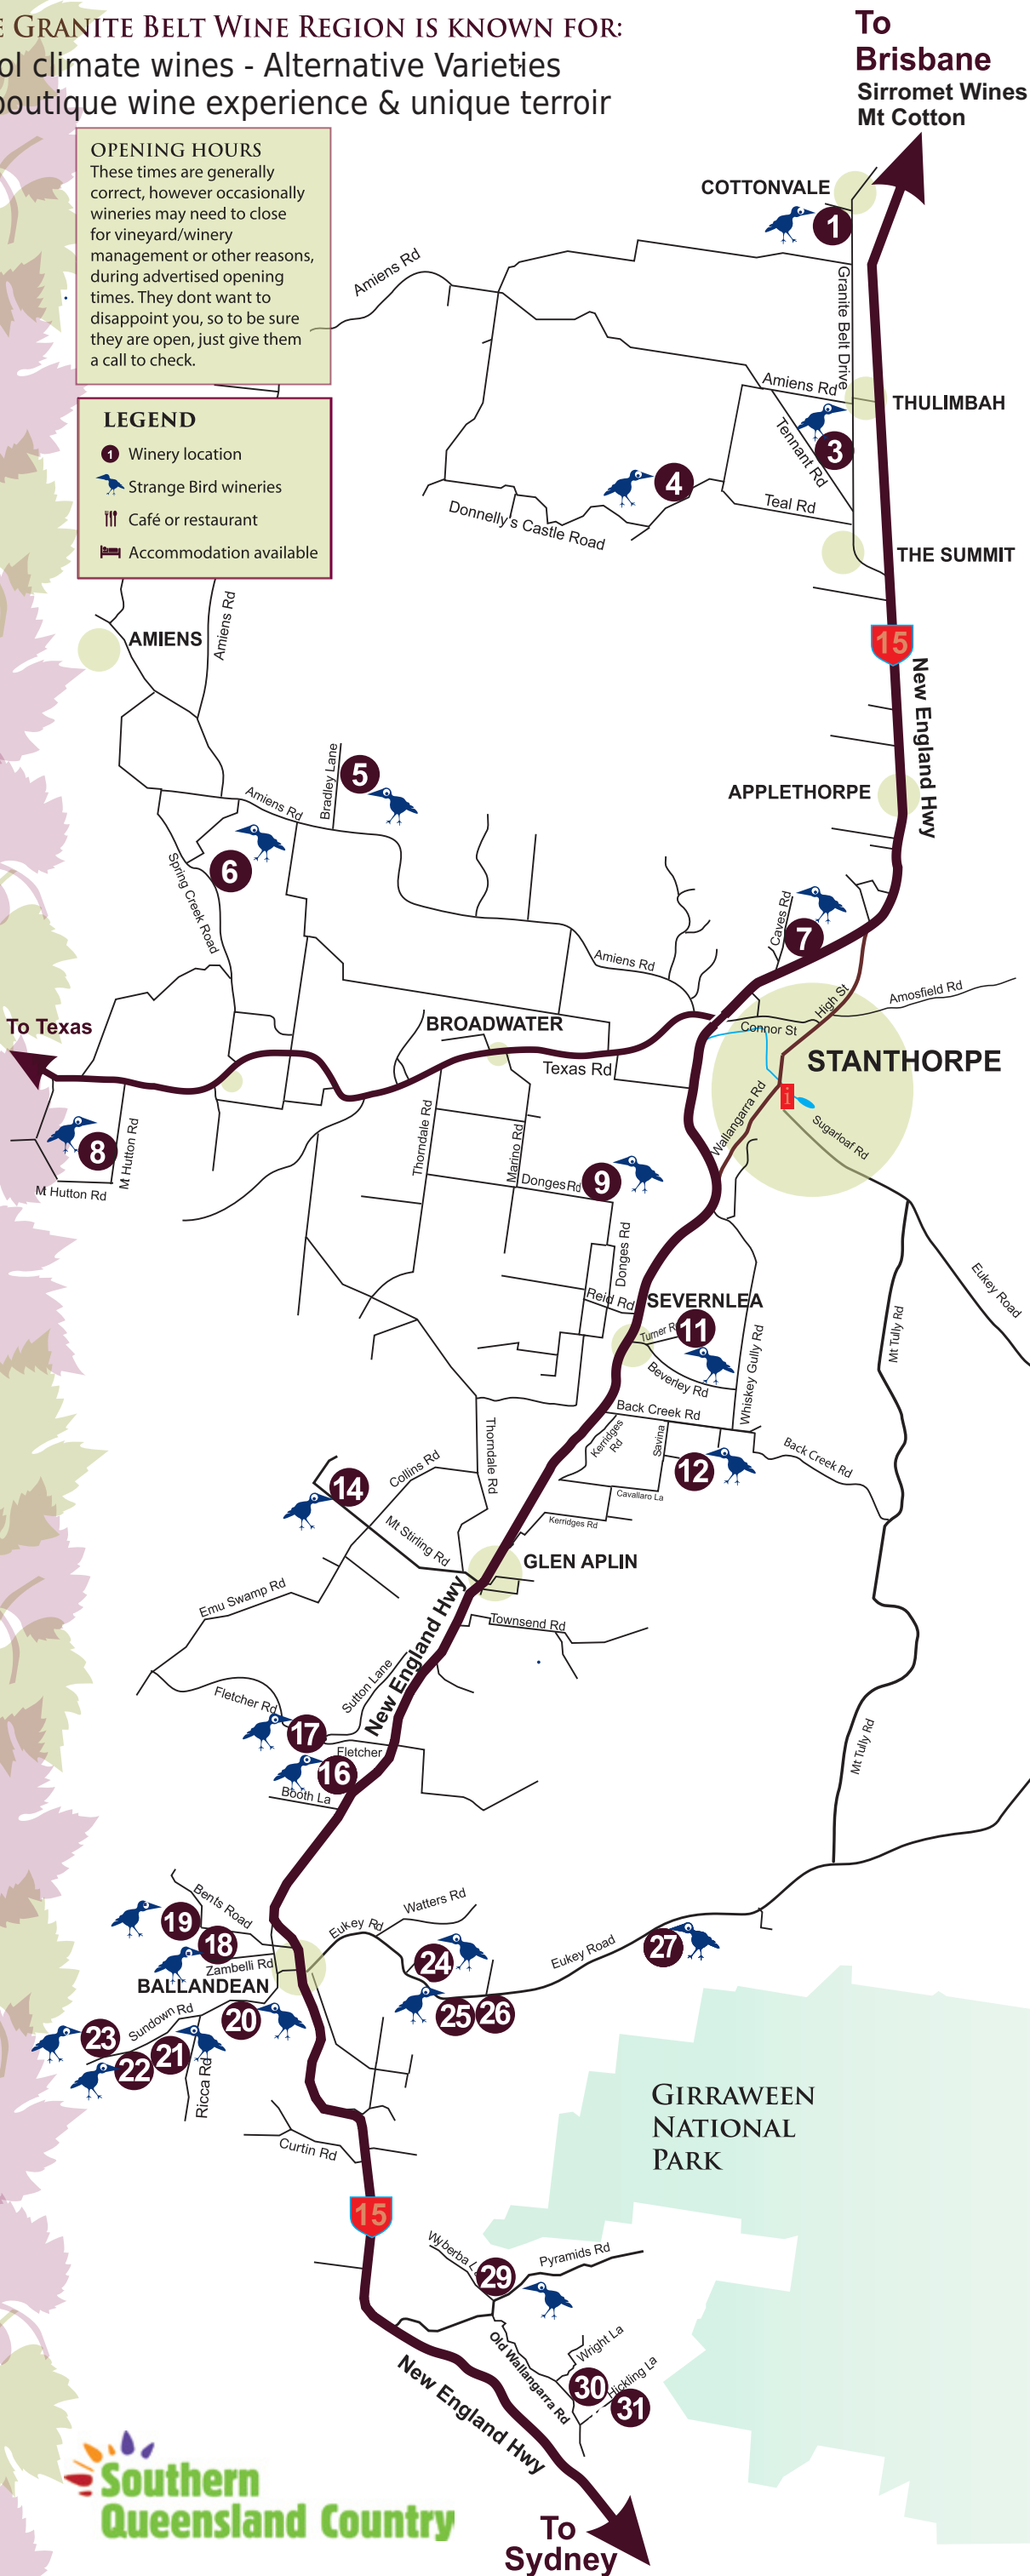 E GRANITE BELT WINE REGION IS KNOWN FOR:
ol climate wines - Alternative Varieties
boutique wine experience & unique terroir
To
Brisbane
Sirromet Wines
Mt Cotton
OPENING HOURS
These times are generally
correct, however occasionally
wineries may need to close
for vineyard/winery
management or other reasons,
during advertised opening
times. They dont want to
disappoint you, so to be sure
they are open, just give them
a call to check.
COTTONVALE
1
Amiens Rd
Granite Belt Drive
Amiens Rd
THULIMBAH
LEGEND
1 Winery location
Strange Bird wineries
Café or restaurant
Accommodation available
3
Tennant Rd
4
Teal Rd
Donnelly's Castle Road
THE SUMMIT
AMIENS
Amiens Rd
15
New England Hwy
5
Bradley Lane
APPLETHORPE
Amiens Rd
6
Spring Creek Road
Caves Rd
7
Amiens Rd
Amosfield Rd
High St
To Texas
BROADWATER
Connor St
STANTHORPE
Texas Rd
i
Wallangarra Rd
Sugarloaf Rd
8
Mt Hutton Rd
Mt Hutton Rd
Thorndale Rd
Marino Rd
Donges Rd
9
Donges Rd
Eukey Road
Reid Rd
SEVERNLEA
Turner Rd
11
Mt Tully Rd
Beverley Rd
Whiskey Gully Rd
Back Creek Rd
Kerridges
Rd
Savina
Back Creek Rd
12
Thorndale Rd
Collins Rd
14
Cavallaro La
Kerridges Rd
Mt Stirling Rd
GLEN APLIN
Emu Swamp Rd
Townsend Rd
New England Hwy
Sutton Lane
Fletcher Rd
17
Fletcher
16
Booth La
Mt Tully Rd
Bents Road
19
18
Watters Rd
Eukey Rd
Zambelli Rd
24
Eukey Road
27
BALLANDEAN
20
25
26
Sundown Rd
23
21
22
Ricca Rd
GIRRAWEEN
NATIONAL
PARK
Curtin Rd
15
Wyberba L
29
Pyramids Rd
Old Wallangarra Rd
Wright La
30
Hickling La
31
New England Hwy
Southern
Queensland Country
To
Sydney